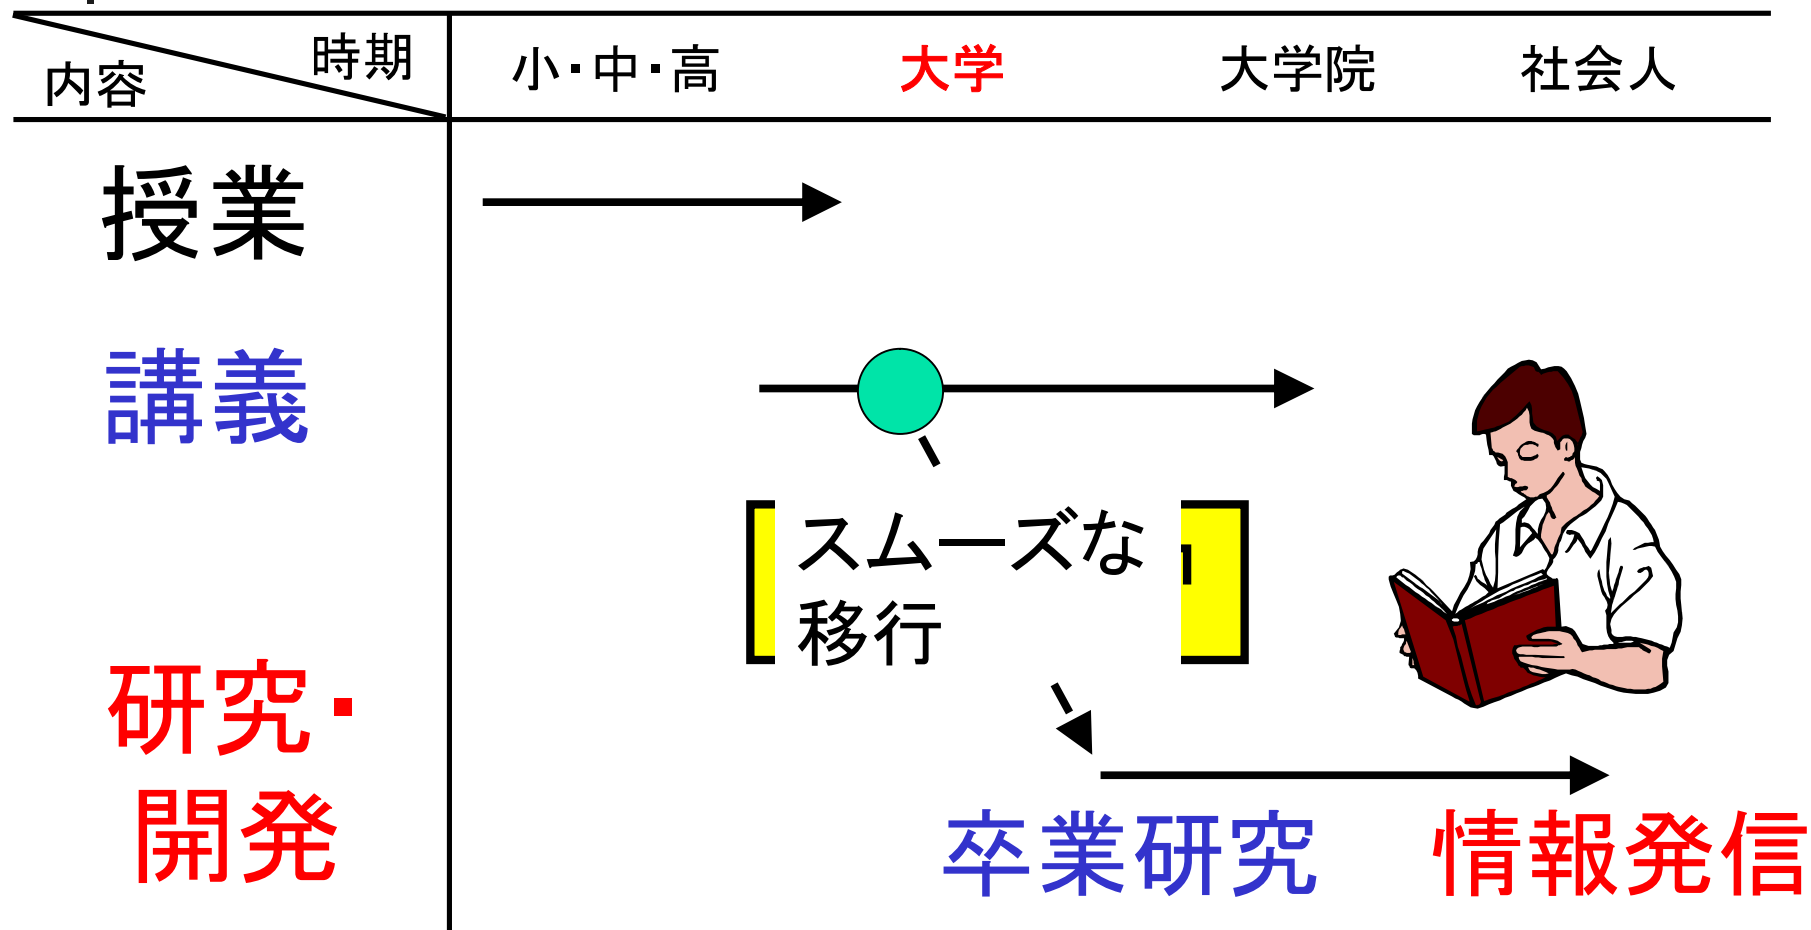 時期
内容
小・中・高
大学
大学院
社会人
授業
講義
スムーズな
移行
研究・
開発
卒業研究
情報発信